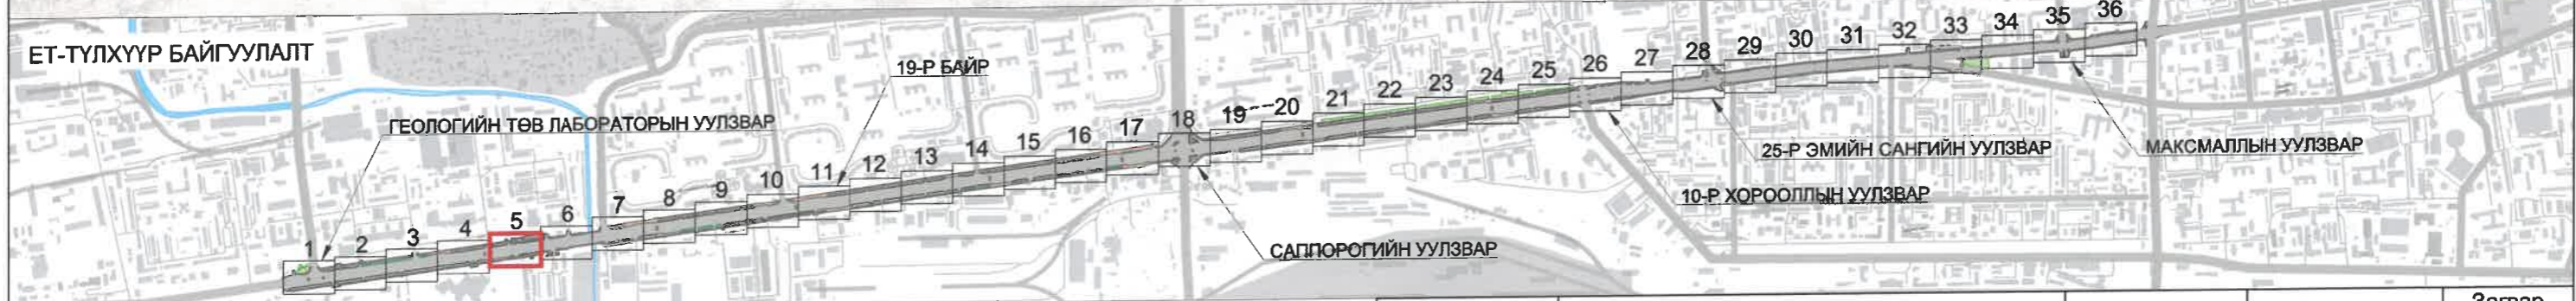 ЕТ-ТҮЛХҮҮР БАЙГУУЛАЛТ
ГЕОЛОГИЙН ТӨВ ЛАБОРАТОРЫН УУЛЗВАР
19-Р БАЙР
САППОРОГИЙН УУЛЗВАР
10-Р ХОРООЛЛЫН УУЛЗВАР
25-Р ЭМИЙН САНГИЙН УУЛЗВАР
МАКСМАЛЛЫН УУЛЗВАР
1 2 3 4 5 6 7 8 9 10 11 12 13 14 15 16 17 18 19 20 21 22 23 24 25 26 27 28 29 30 31 32 33 34 35 36